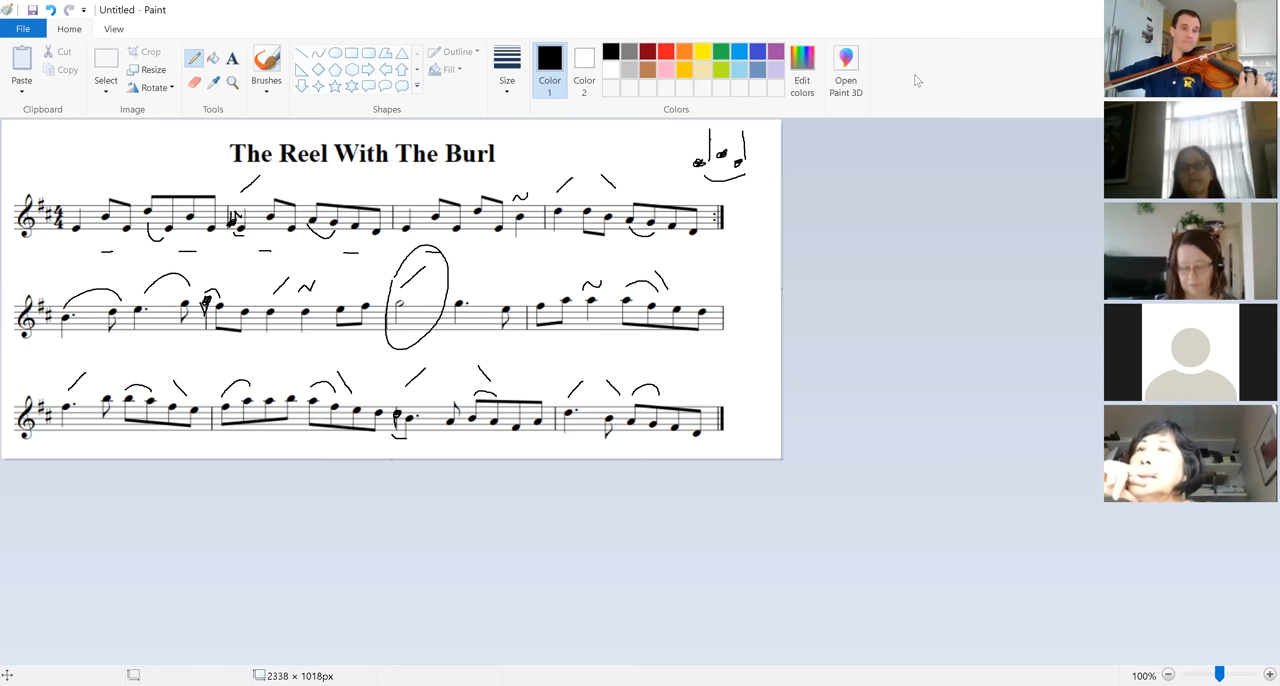 Untitled - Paint
File Home View
Paste Cut Copy Select Crop Resize Rotate Brushes Outline Fill Size Color 1 Color 2 Edit colors Open Paint 3D
Clipboard Image Tools Shapes Colors
The Reel With The Burl
2338 × 1018px 100%